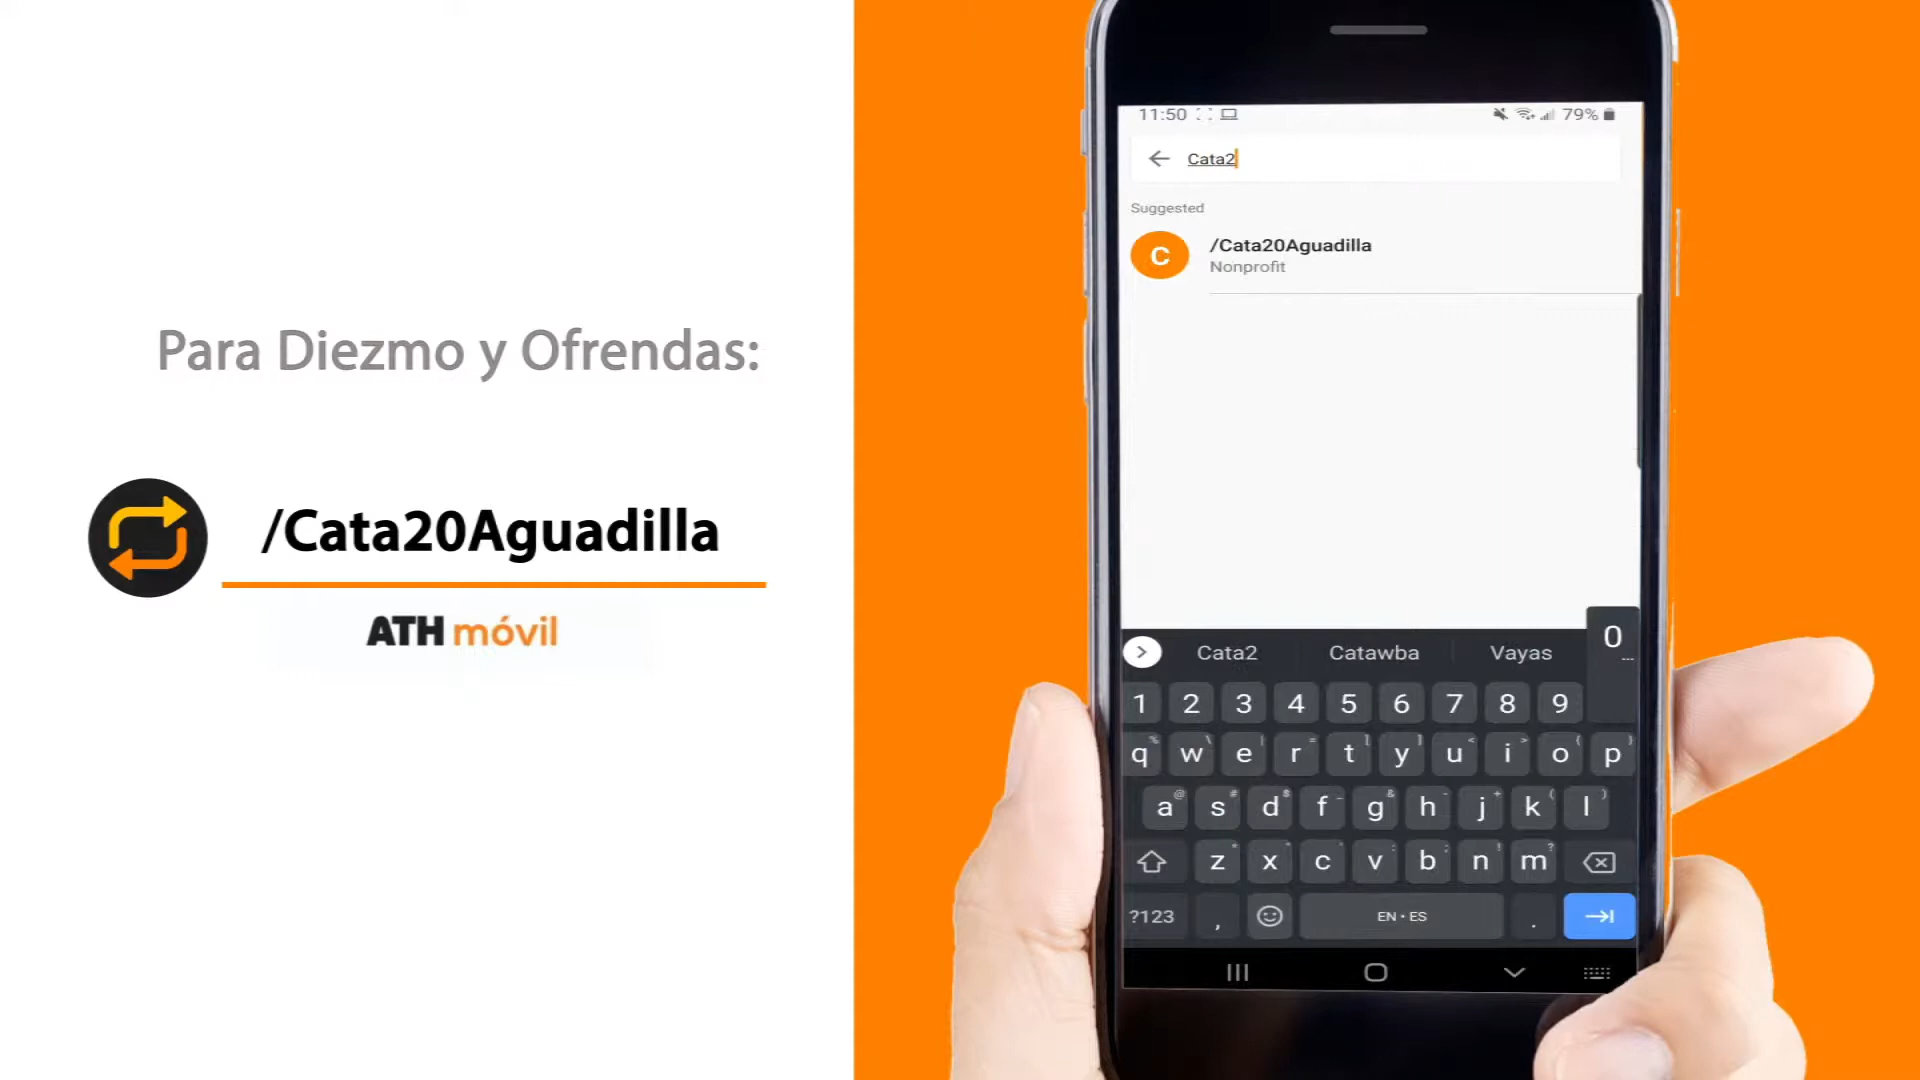 Para Diezmo y Ofrendas:
/Cata20Aguadilla
ATH móvil
11:50 79%
Cata2
Suggested
C
/Cata20Aguadilla
Nonprofit
Cata2 Catawba Vayas 0
1 2 3 4 5 6 7 8 9
q w e r t y u i o p
a s d f g h j k l
z x c v b n m
?123 , EN • ES .